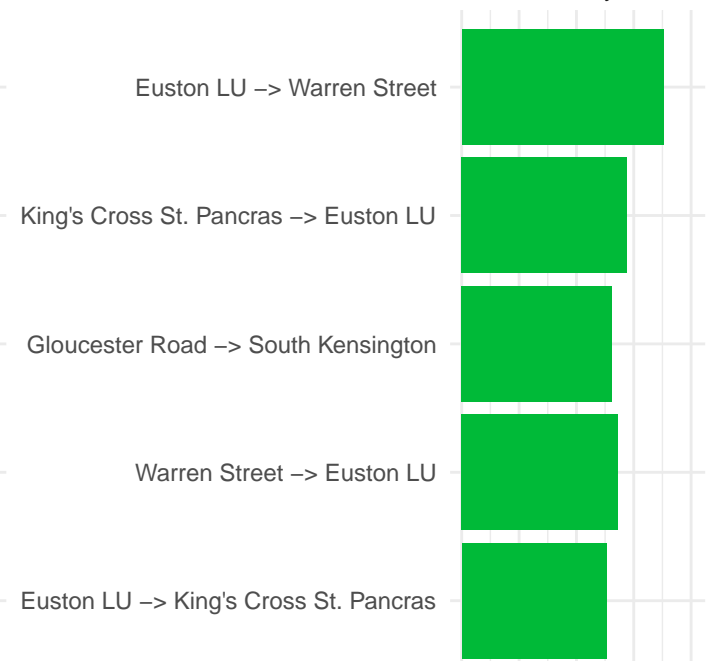 Euston LU −> Warren Street
King's Cross St. Pancras −> Euston LU
Gloucester Road −> South Kensington
Warren Street −> Euston LU
Euston LU −> King's Cross St. Pancras